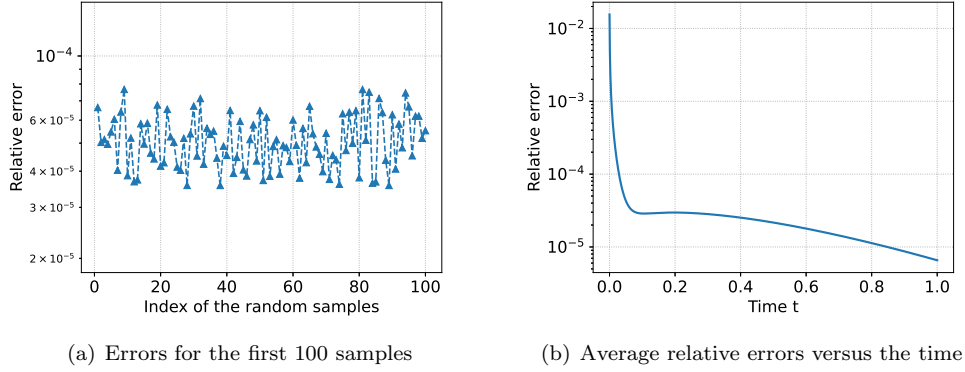 10⁻⁴
6 × 10⁻⁵
4 × 10⁻⁵
3 × 10⁻⁵
2 × 10⁻⁵
Relative error
0 20 40 60 80 100
Index of the random samples
(a) Errors for the first 100 samples
10⁻²
10⁻³
10⁻⁴
10⁻⁵
Relative error
0.0 0.2 0.4 0.6 0.8 1.0
Time t
(b) Average relative errors versus the time